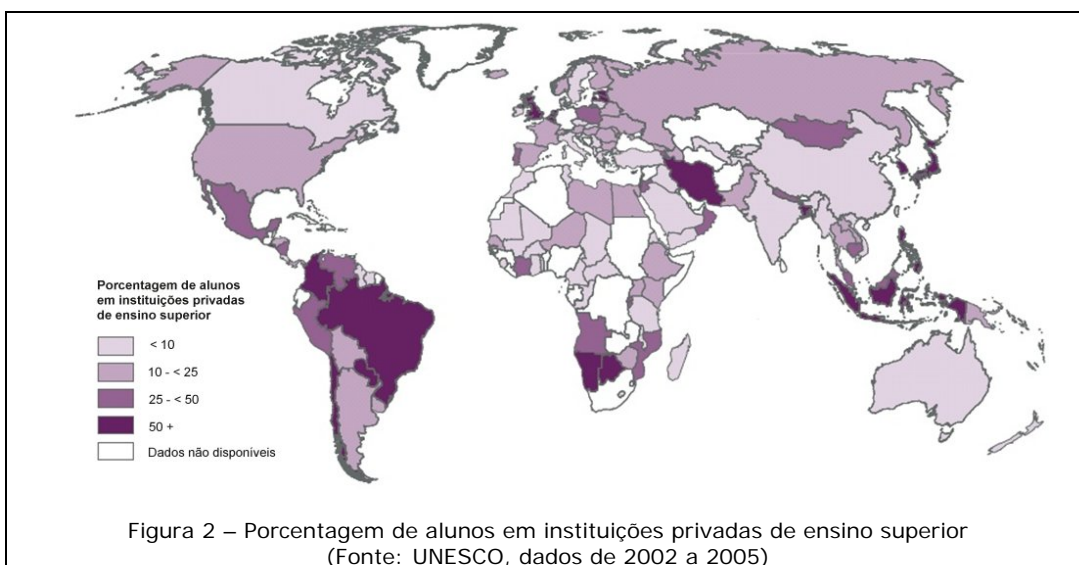 Porcentagem de alunos
em instituições privadas
de ensino superior
< 10
10 - < 25
25 - < 50
50 +
Dados não disponíveis
Figura 2 – Porcentagem de alunos em instituições privadas de ensino superior
(Fonte: UNESCO, dados de 2002 a 2005)